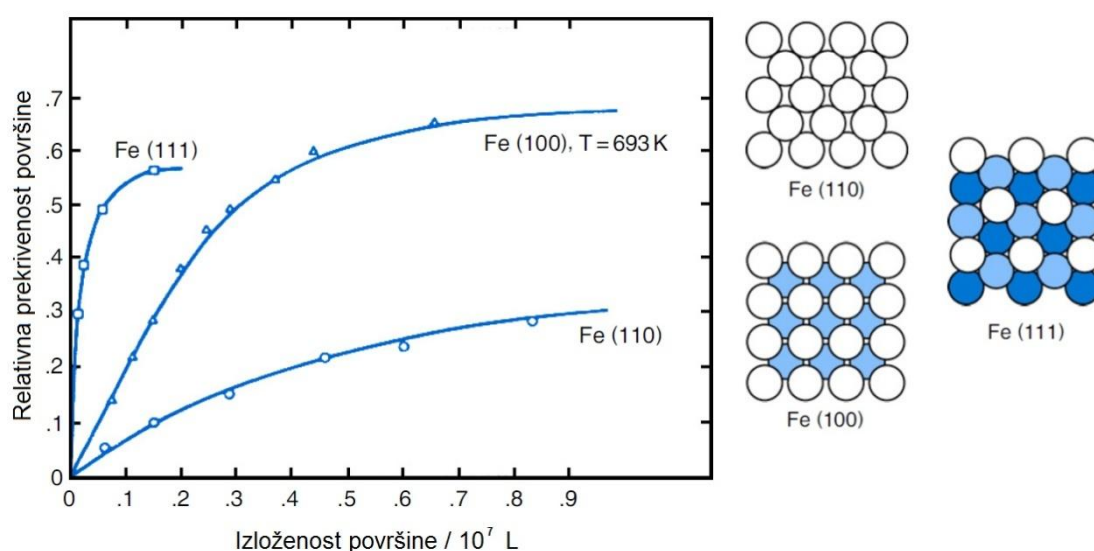 Relativna prekrivenost površine
.7
.6
.5
.4
.3
.2
.1
0
Fe (111)
Fe (100), T = 693 K
Fe (110)
0 .1 .2 .3 .4 .5 .6 .7 .8 .9
Izloženost površine / 10⁷ L
Fe (110)
Fe (100)
Fe (111)